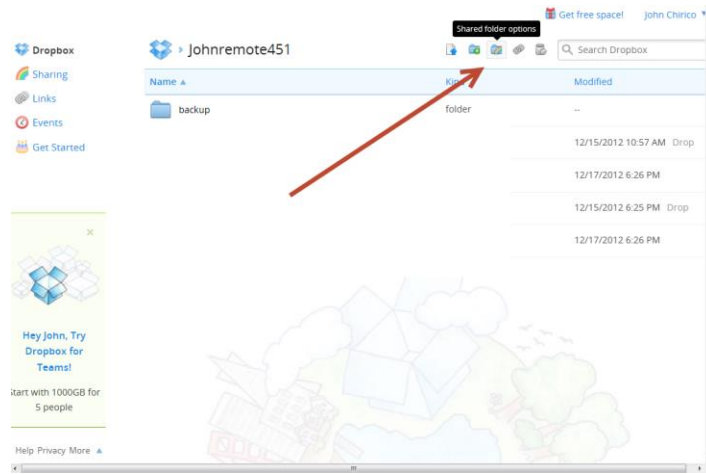 Get free space!
John Chirico
Shared folder options
Dropbox
› Johnremote451
Search Dropbox
Sharing
Links
Events
Get Started
Name ▲
Modified
backup
folder
--
12/15/2012 10:57 AM Drop
12/17/2012 6:26 PM
12/15/2012 6:25 PM Drop
12/17/2012 6:26 PM
×
Hey John, Try
Dropbox for
Teams!
Start with 1000GB for
5 people
Help Privacy More ▲